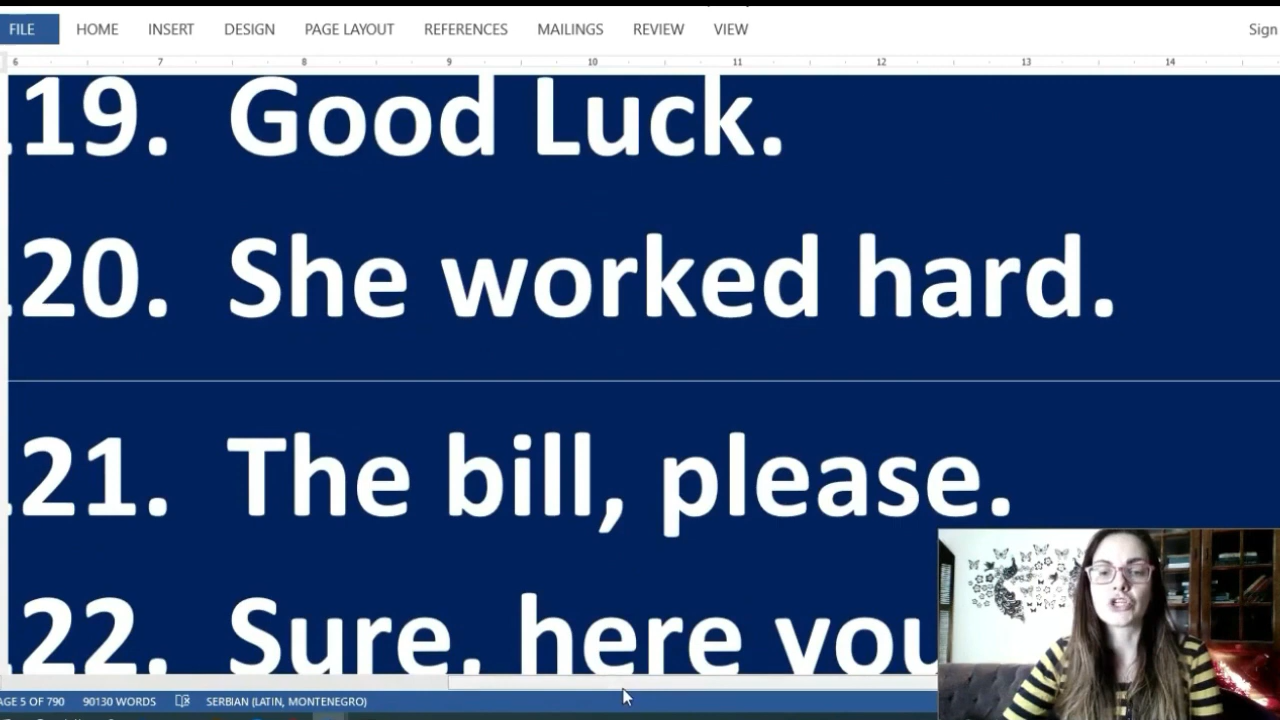 FILE HOME INSERT DESIGN PAGE LAYOUT REFERENCES MAILINGS REVIEW VIEW Sign
6 7 8 9 10 11 12 13 14
.19. Good Luck.
.20. She worked hard.
.21. The bill, please.
.22. Sure, here you
AGE 5 OF 790 90130 WORDS SERBIAN (LATIN, MONTENEGRO)